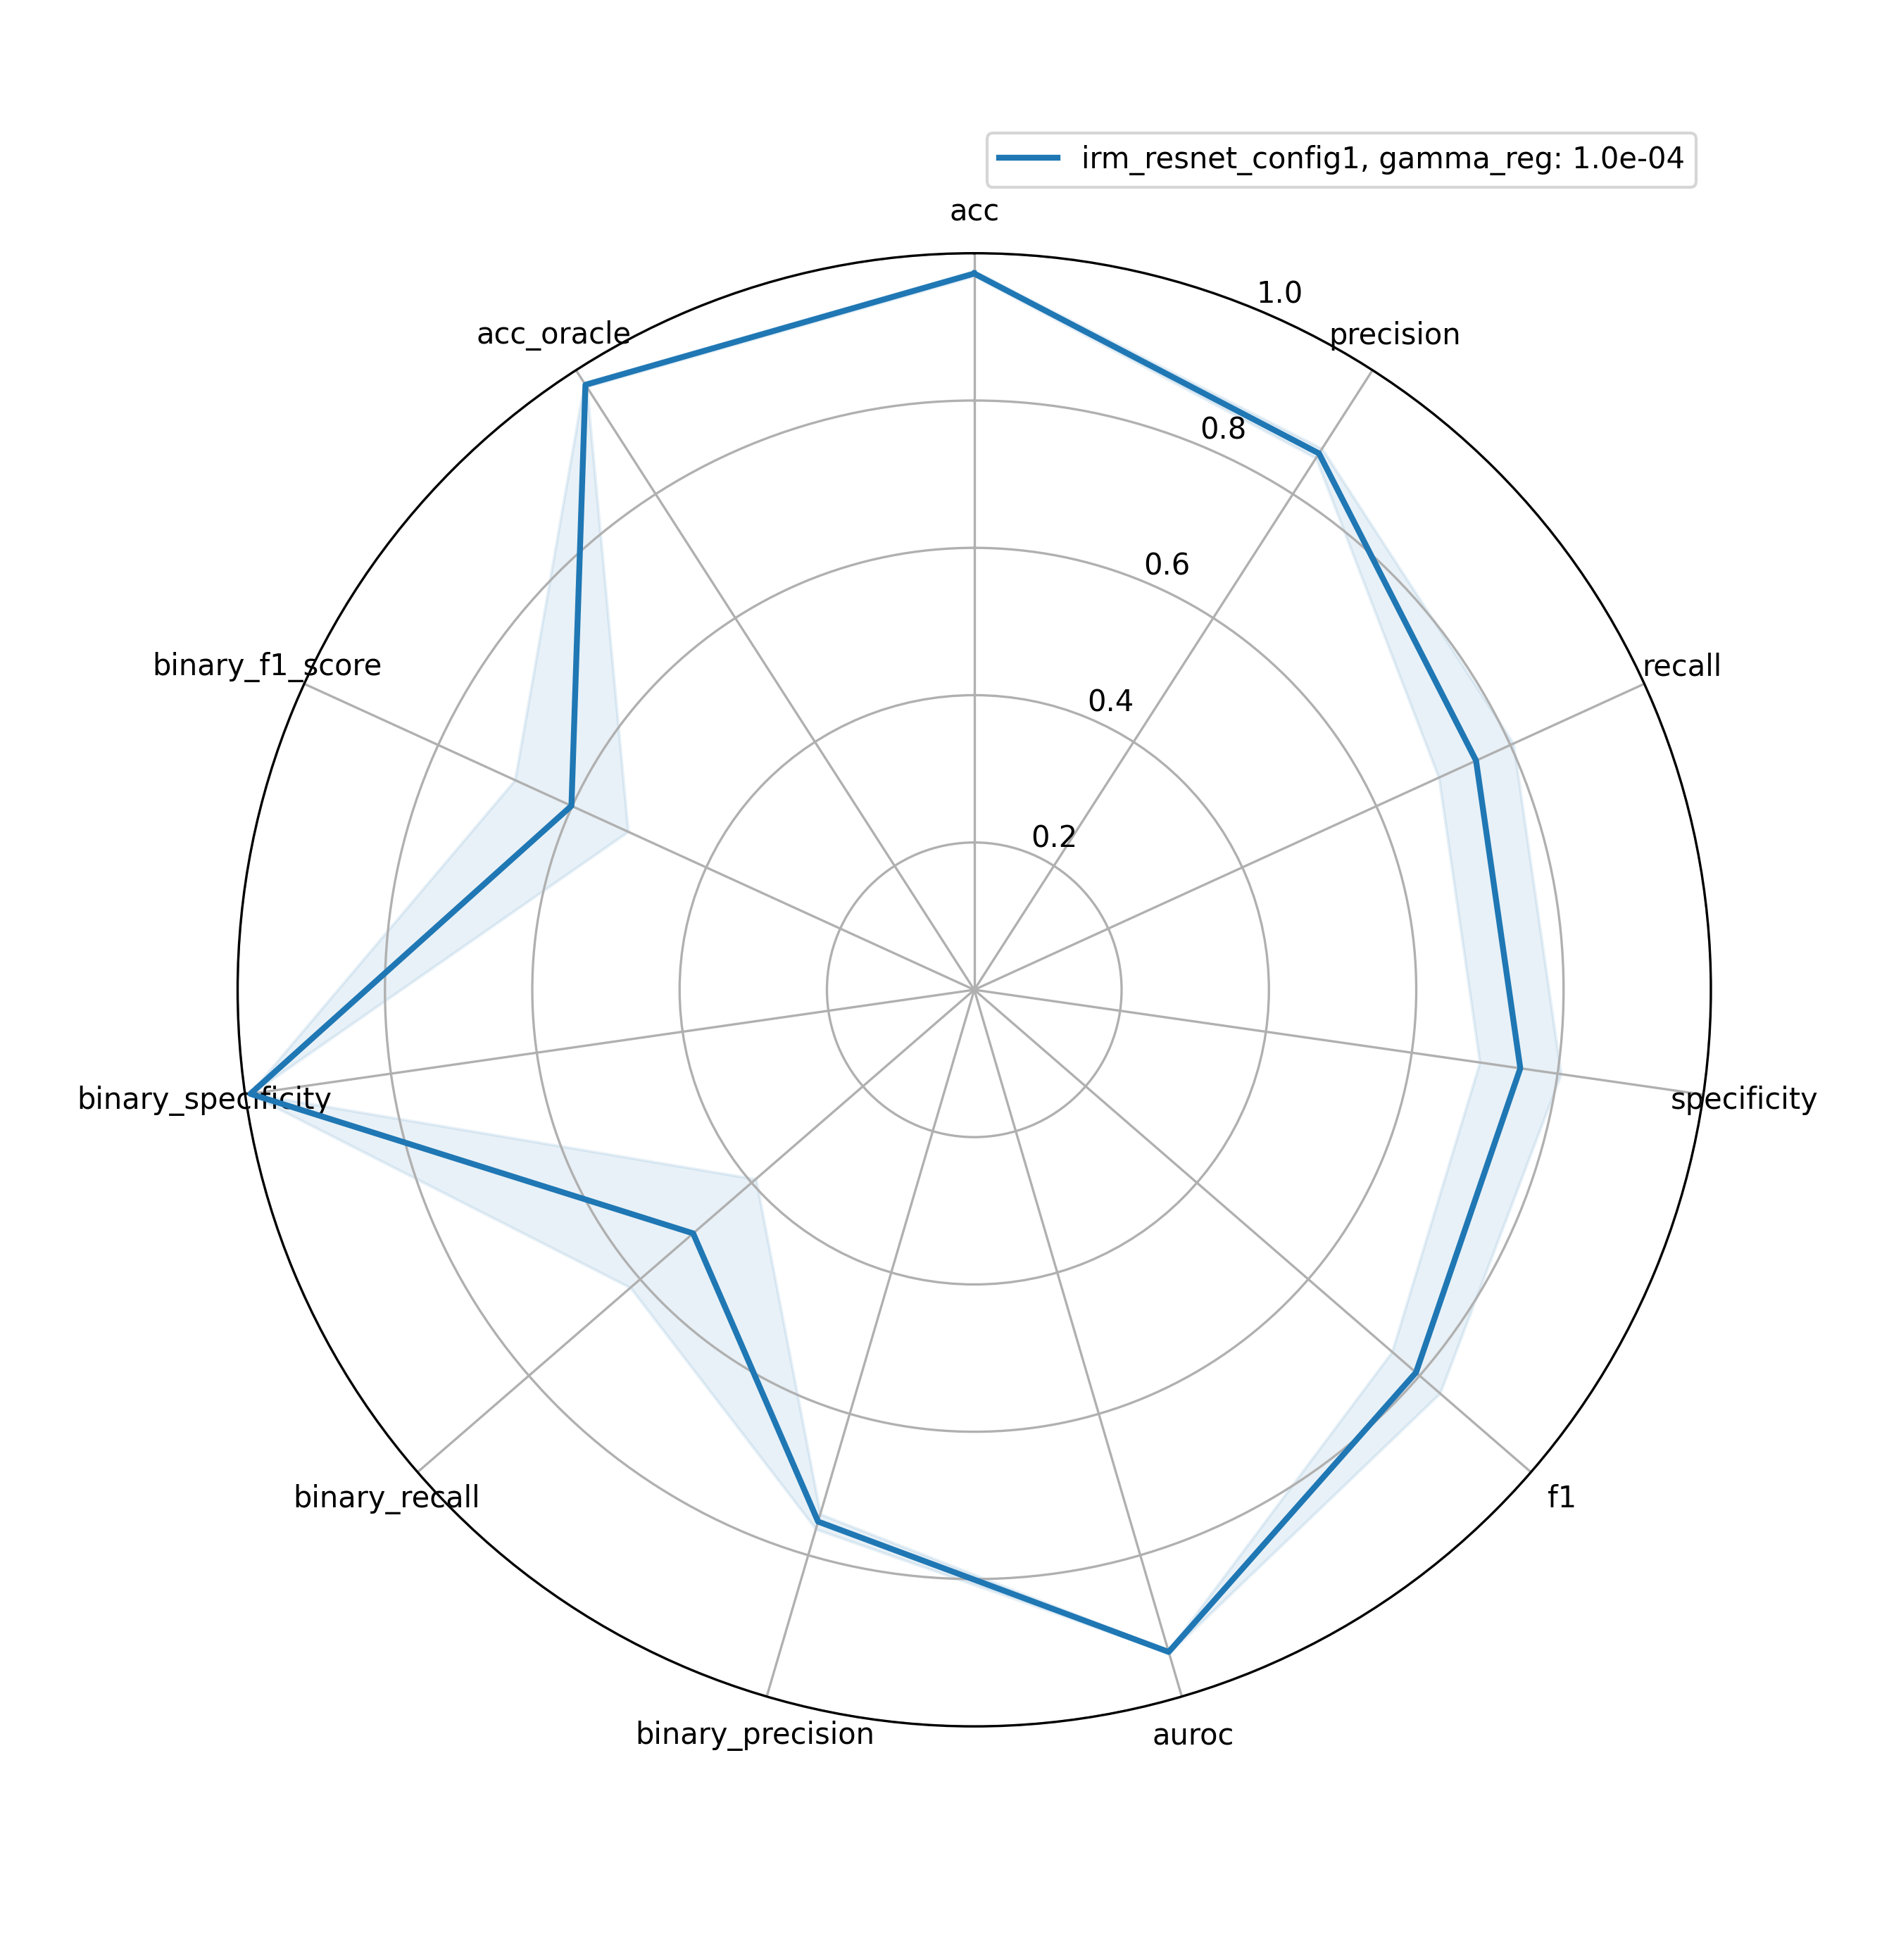 irm_resnet_config1, gamma_reg: 1.0e-04
acc
1.0
acc_oracle
precision
0.8
0.6
binary_f1_score
recall
0.4
0.2
binary_specificity
specificity
binary_recall
f1
binary_precision
auroc